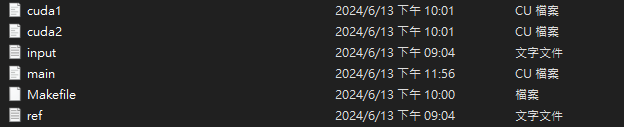 cuda1 2024/6/13 下午 10:01 CU 檔案
cuda2 2024/6/13 下午 10:01 CU 檔案
input 2024/6/13 下午 09:04 文字文件
main 2024/6/13 下午 11:56 CU 檔案
Makefile 2024/6/13 下午 10:00 檔案
ref 2024/6/13 下午 09:04 文字文件